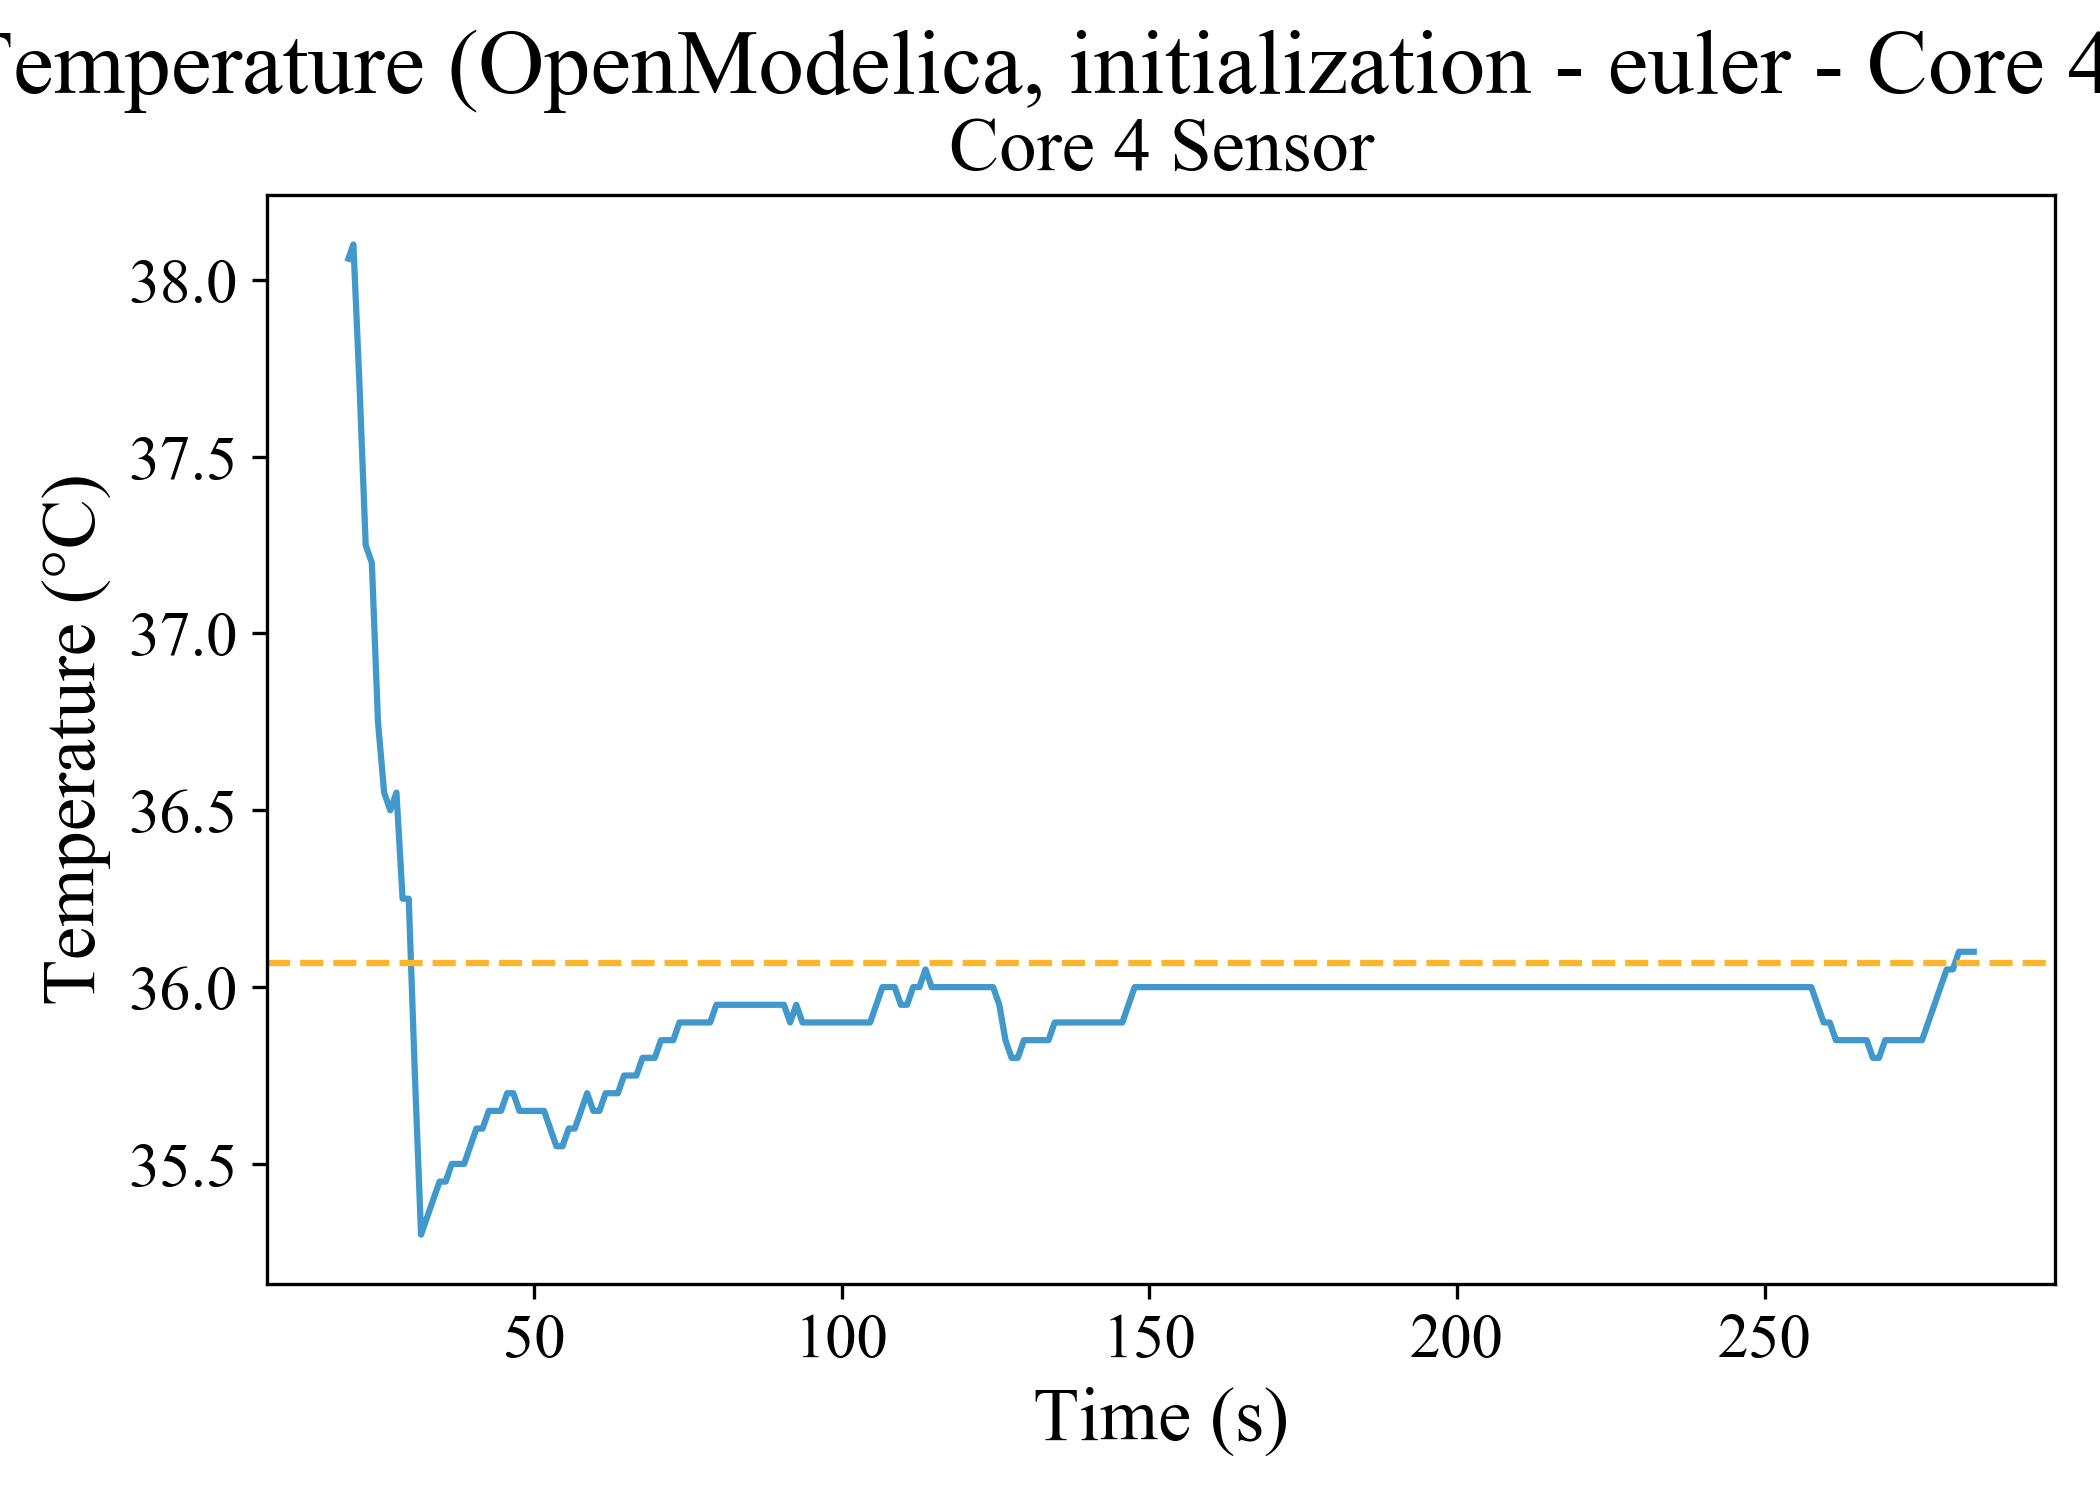 Temperature (OpenModelica, initialization - euler - Core 4
Core 4 Sensor
Temperature (°C)
38.0
37.5
37.0
36.5
36.0
35.5
50 100 150 200 250
Time (s)